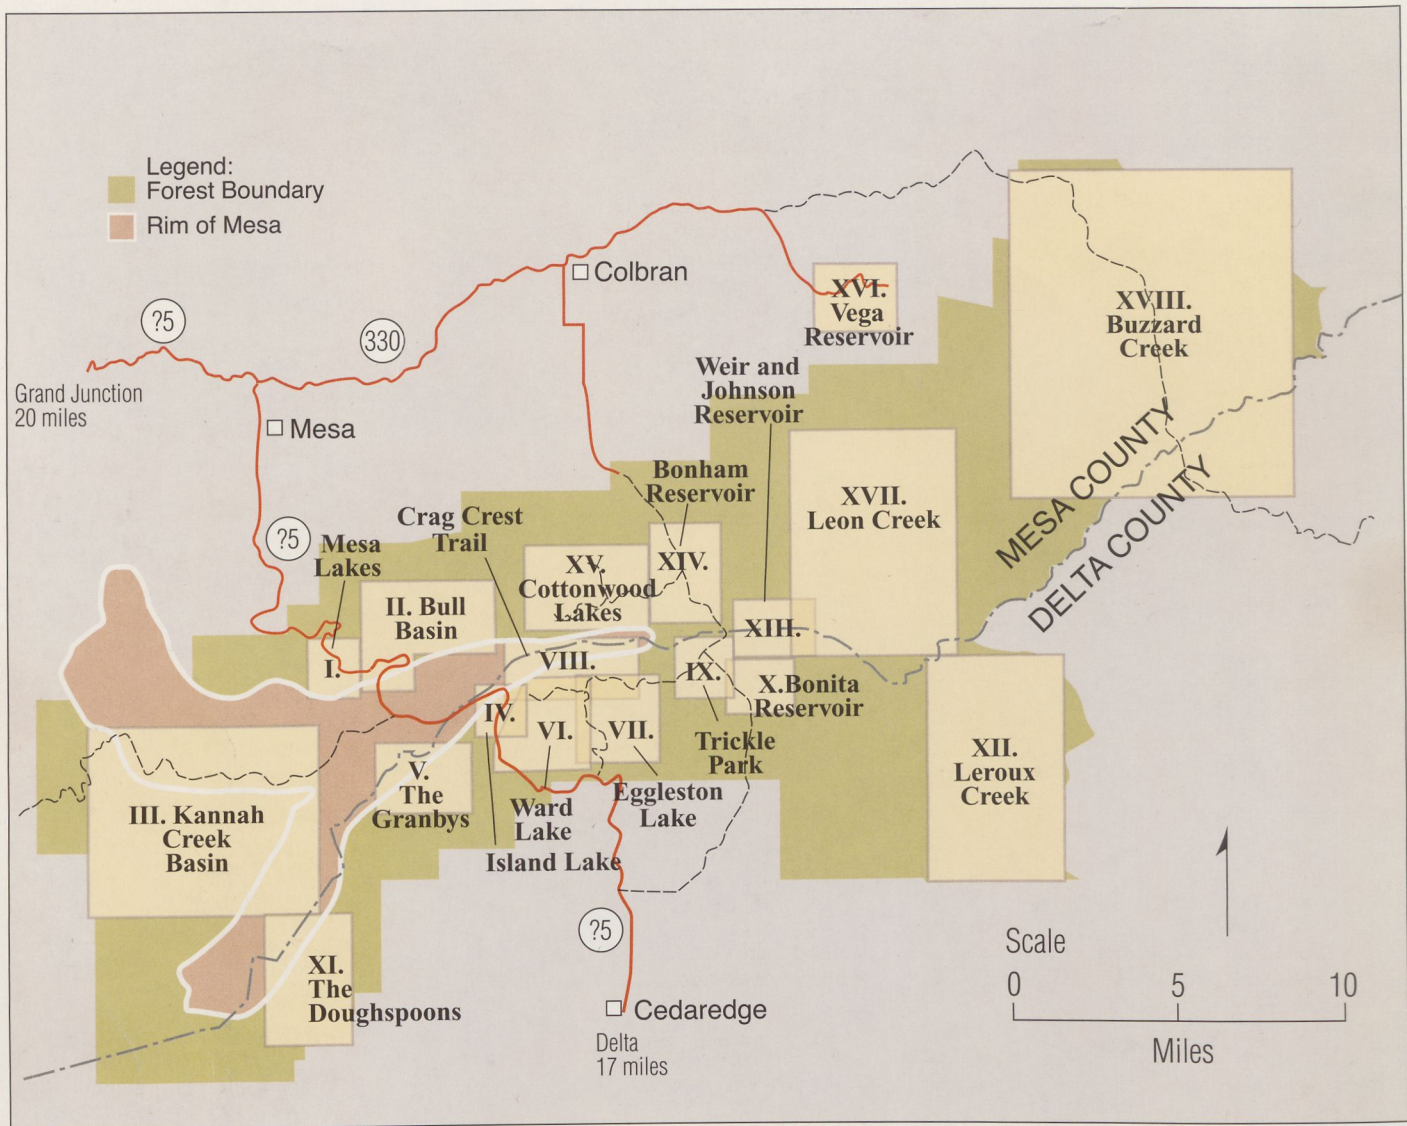 Legend:
Forest Boundary
Rim of Mesa
Colbran
XVI.
Vega
Reservoir
XVIII.
Buzzard
Creek
?5
330
Grand Junction
20 miles
Mesa
Weir and
Johnson
Reservoir
Bonham
Reservoir
XVII.
Leon Creek
MESA COUNTY
DELTA COUNTY
Crag Crest
Trail
?5
Mesa
Lakes
XV.
Cottonwood
Lakes
XIV.
II. Bull
Basin
XIII.
I.
VIII.
IX.
X.Bonita
Reservoir
IV.
VI.
VII.
Trickle
Park
XII.
Leroux
Creek
V.
The
Granbys
III. Kannah
Creek
Basin
Ward
Lake
Eggleston
Lake
Island Lake
?5
XI.
The
Doughspoons
Cedaredge
Delta
17 miles
Scale
0 5 10
Miles